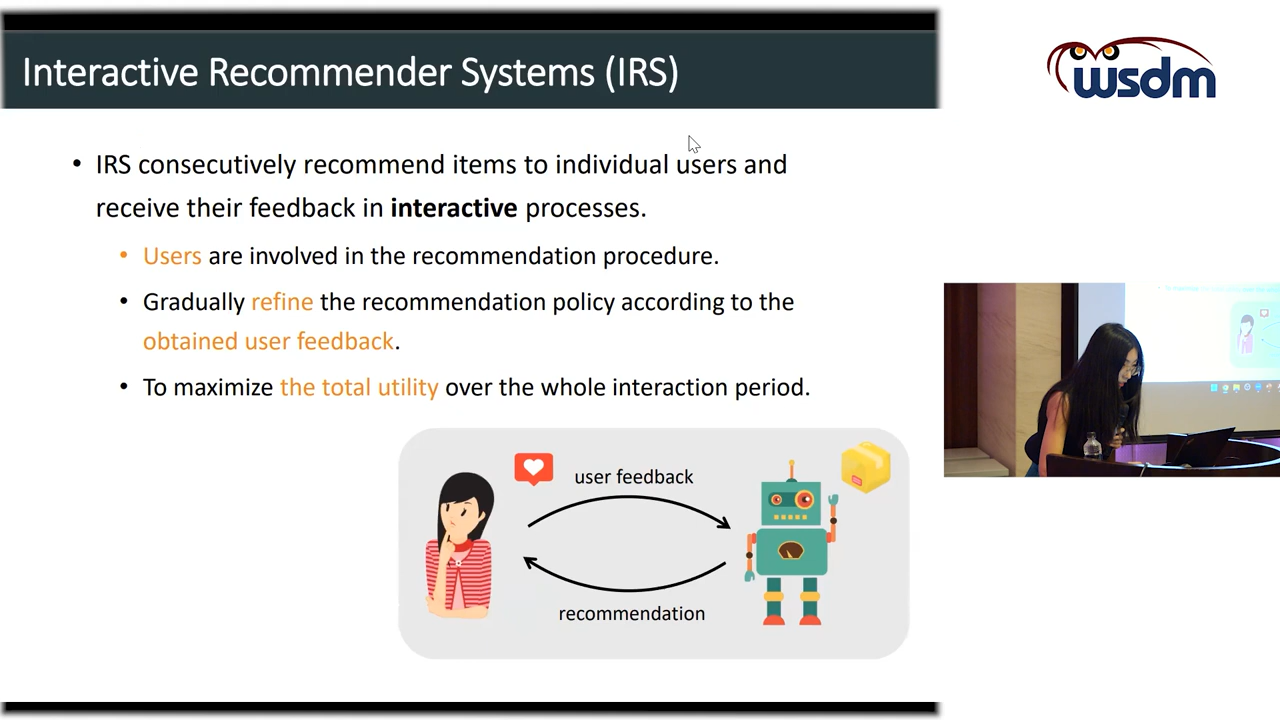 Interactive Recommender Systems (IRS)
wsdm
• IRS consecutively recommend items to individual users and
receive their feedback in interactive processes.
• Users are involved in the recommendation procedure.
• Gradually refine the recommendation policy according to the
obtained user feedback.
• To maximize the total utility over the whole interaction period.
user feedback
recommendation